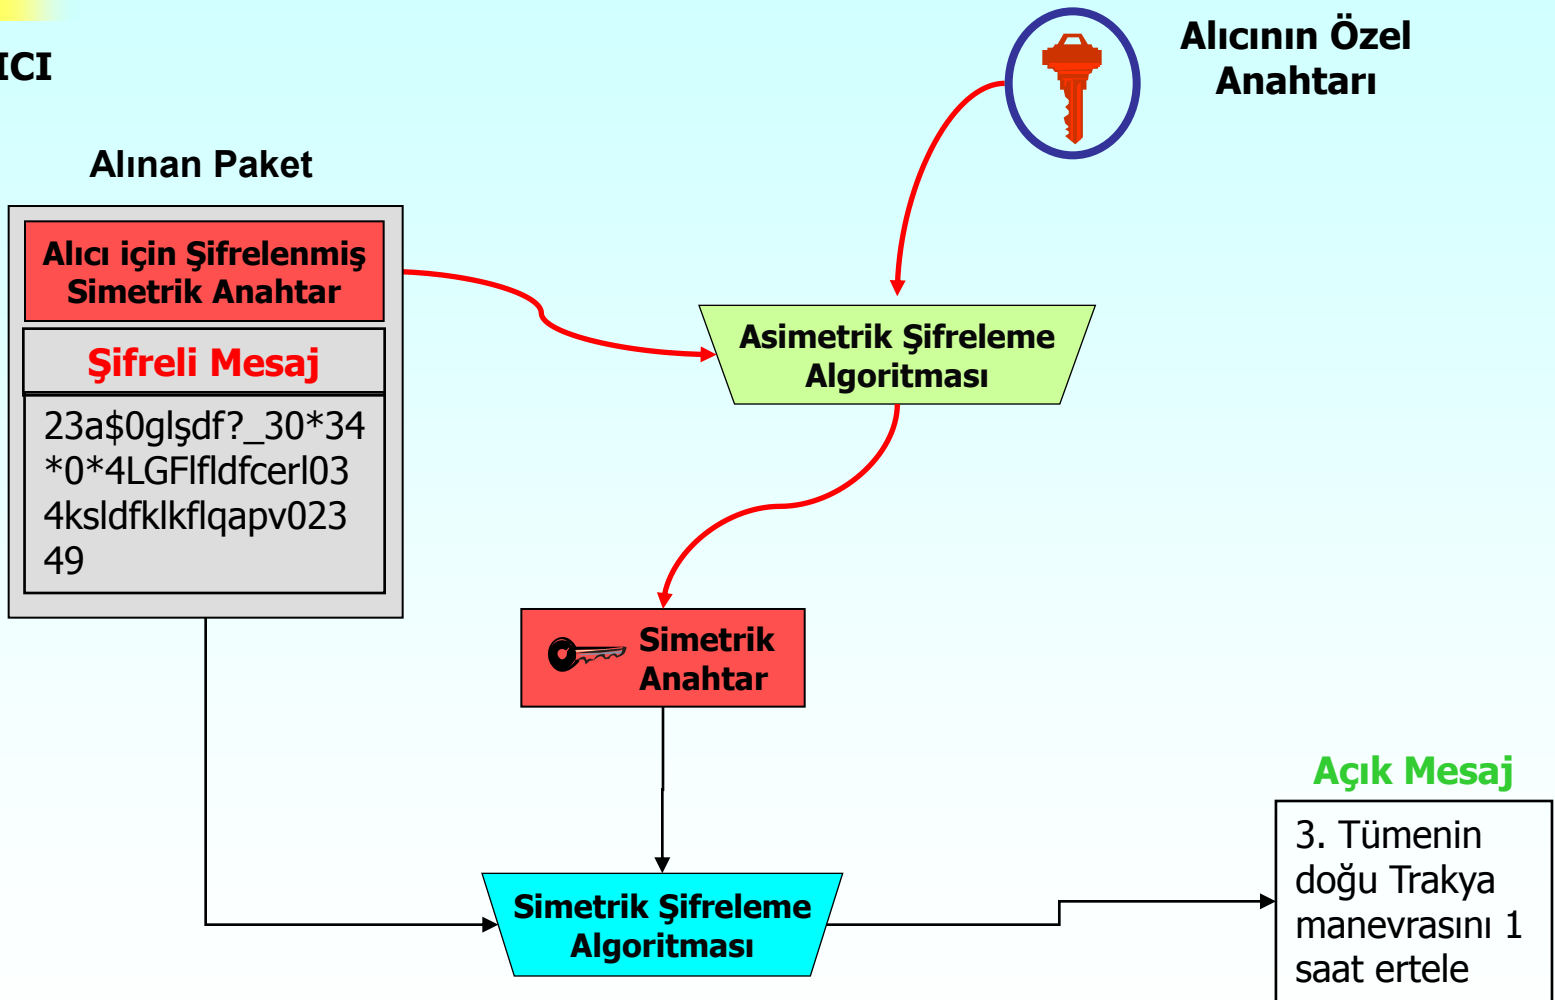 ICI
Alıcının Özel
Anahtarı
Alınan Paket
Alıcı için Şifrelenmiş
Simetrik Anahtar
Şifreli Mesaj
23a$0glşdf?_30*34
*0*4LGFlfldfcerl03
4ksldfklkflqapv023
49
Asimetrik Şifreleme
Algoritması
Simetrik
Anahtar
Simetrik Şifreleme
Algoritması
Açık Mesaj
3. Tümenin
doğu Trakya
manevrasını 1
saat ertele